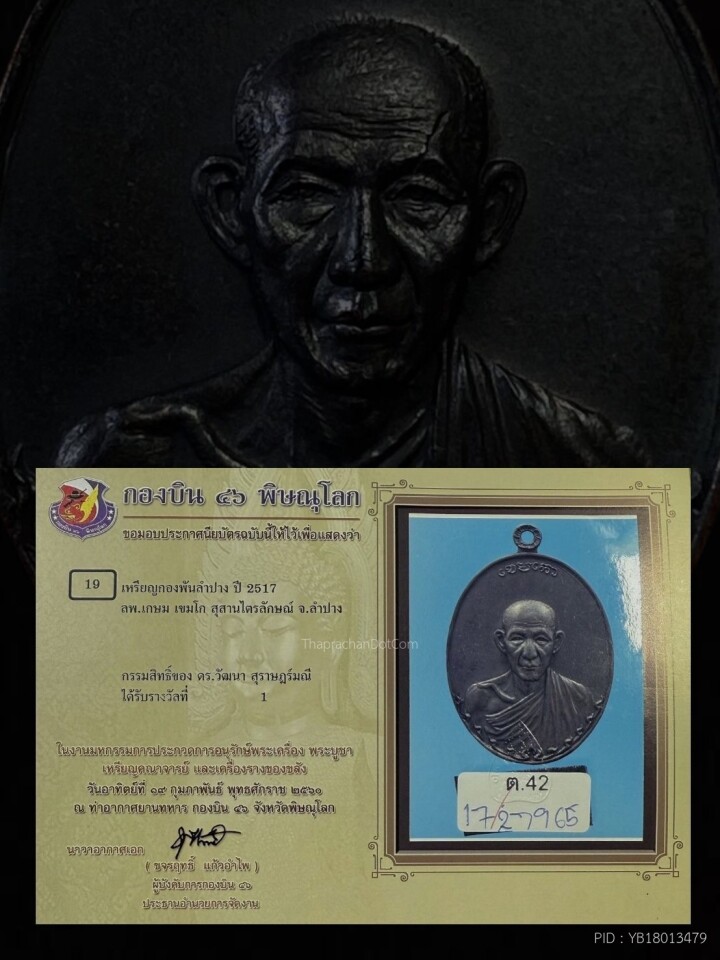 กองบิน ๔๖ พิษณุโลก
ขอมอบประกาศนียบัตรฉบับนี้ให้ไว้เพื่อแสดงว่า
19
เหรียญกองพันลำปาง ปี 2517
ลพ.เกษม เขมโก สุสานไตรลักษณ์ จ.ลำปาง
ThaprachanDotCom
กรรมสิทธิ์ของ ดร.วัฒนา สุราษฎร์มณี
ได้รับรางวัลที่ 1
ในงานมหกรรมการประกวดการอนุรักษ์พระเครื่อง พระบูชา
เหรียญคณาจารย์ และเครื่องรางของขลัง
วันอาทิตย์ที่ ๑๙ กุมภาพันธ์ พุทธศักราช ๒๕๖๐
ณ ท่าอากาศยานทหาร กองบิน ๔๖ จังหวัดพิษณุโลก
นาวาอากาศเอก
( ขจรฤทธิ์ แก้วอำไพ )
ผู้บังคับการกองบิน ๔๖
ประธานอำนวยการจัดงาน
ต.42
PID : YB18013479